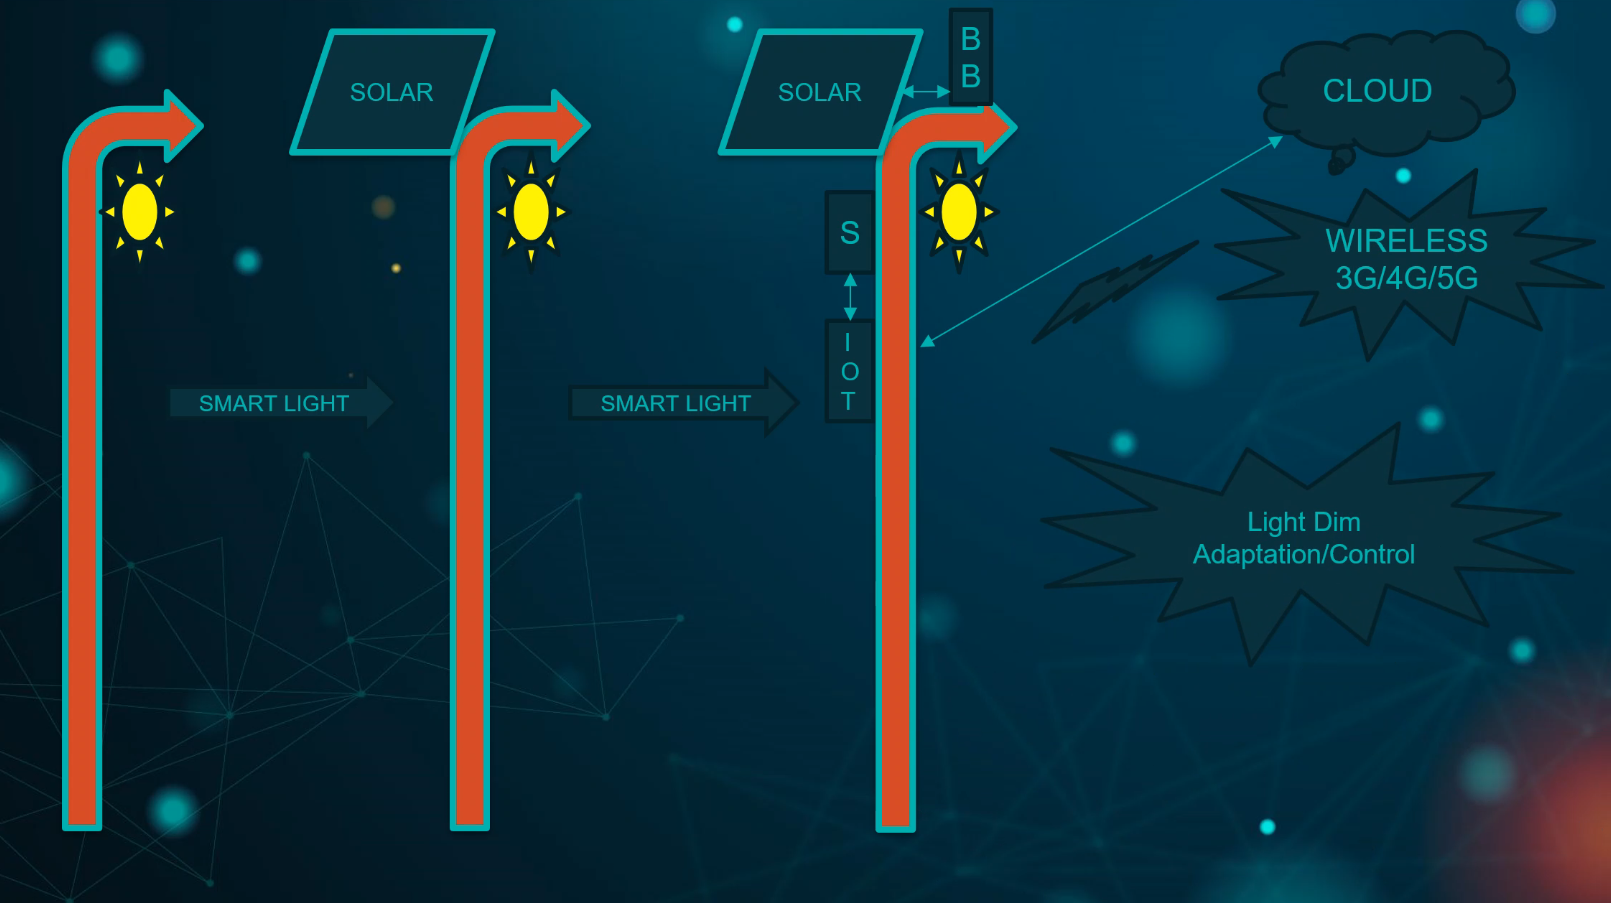 SOLAR
SOLAR
B
B
CLOUD
S
WIRELESS
3G/4G/5G
I
O
T
SMART LIGHT
SMART LIGHT
Light Dim
Adaptation/Control